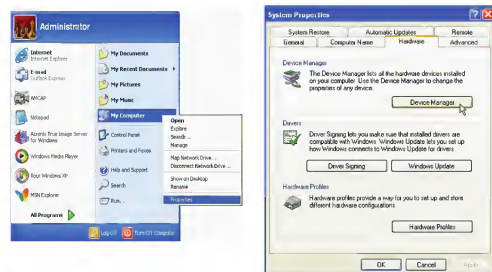 Administrator
Internet
Internet Explorer
E-mail
Outlook Express
AMCAP
Notepad
Acronis True Image Server
for Windows
Windows Media Player
Tour Windows XP
MSN Explorer
All Programs
My Documents
My Recent Documents
My Pictures
My Music
My Computer
Control Panel
Printers and Faxes
Help and Support
Search
Run...
Open
Explore
Search...
Manage
Map Network Drive...
Disconnect Network Drive...
Show on Desktop
Rename
Properties
Log Off
Turn Off Computer
System Properties
System Restore
Automatic Updates
Remote
General
Computer Name
Hardware
Advanced
Device Manager
The Device Manager lists all the hardware devices installed
on your computer. Use the Device Manager to change the
properties of any device.
Device Manager
Drivers
Driver Signing lets you make sure that installed drivers are
compatible with Windows. Windows Update lets you set up
how Windows connects to Windows Update for drivers.
Driver Signing
Windows Update
Hardware Profiles
Hardware profiles provide a way for you to set up and store
different hardware configurations.
Hardware Profiles
OK
Cancel
Apply